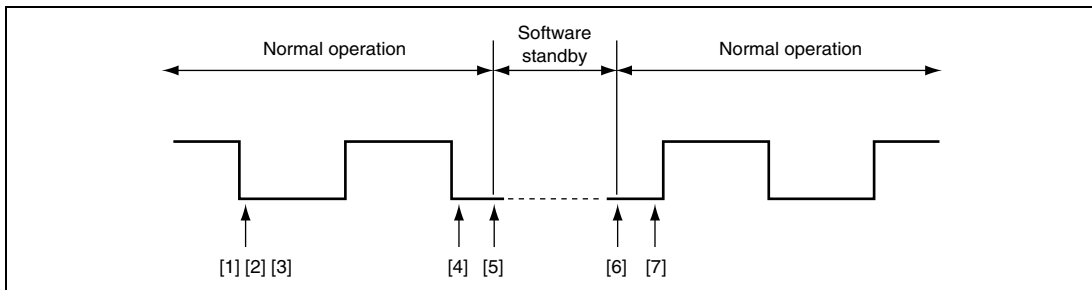 Normal operation
Software
standby
Normal operation
[1] [2] [3]
[4]
[5]
[6]
[7]